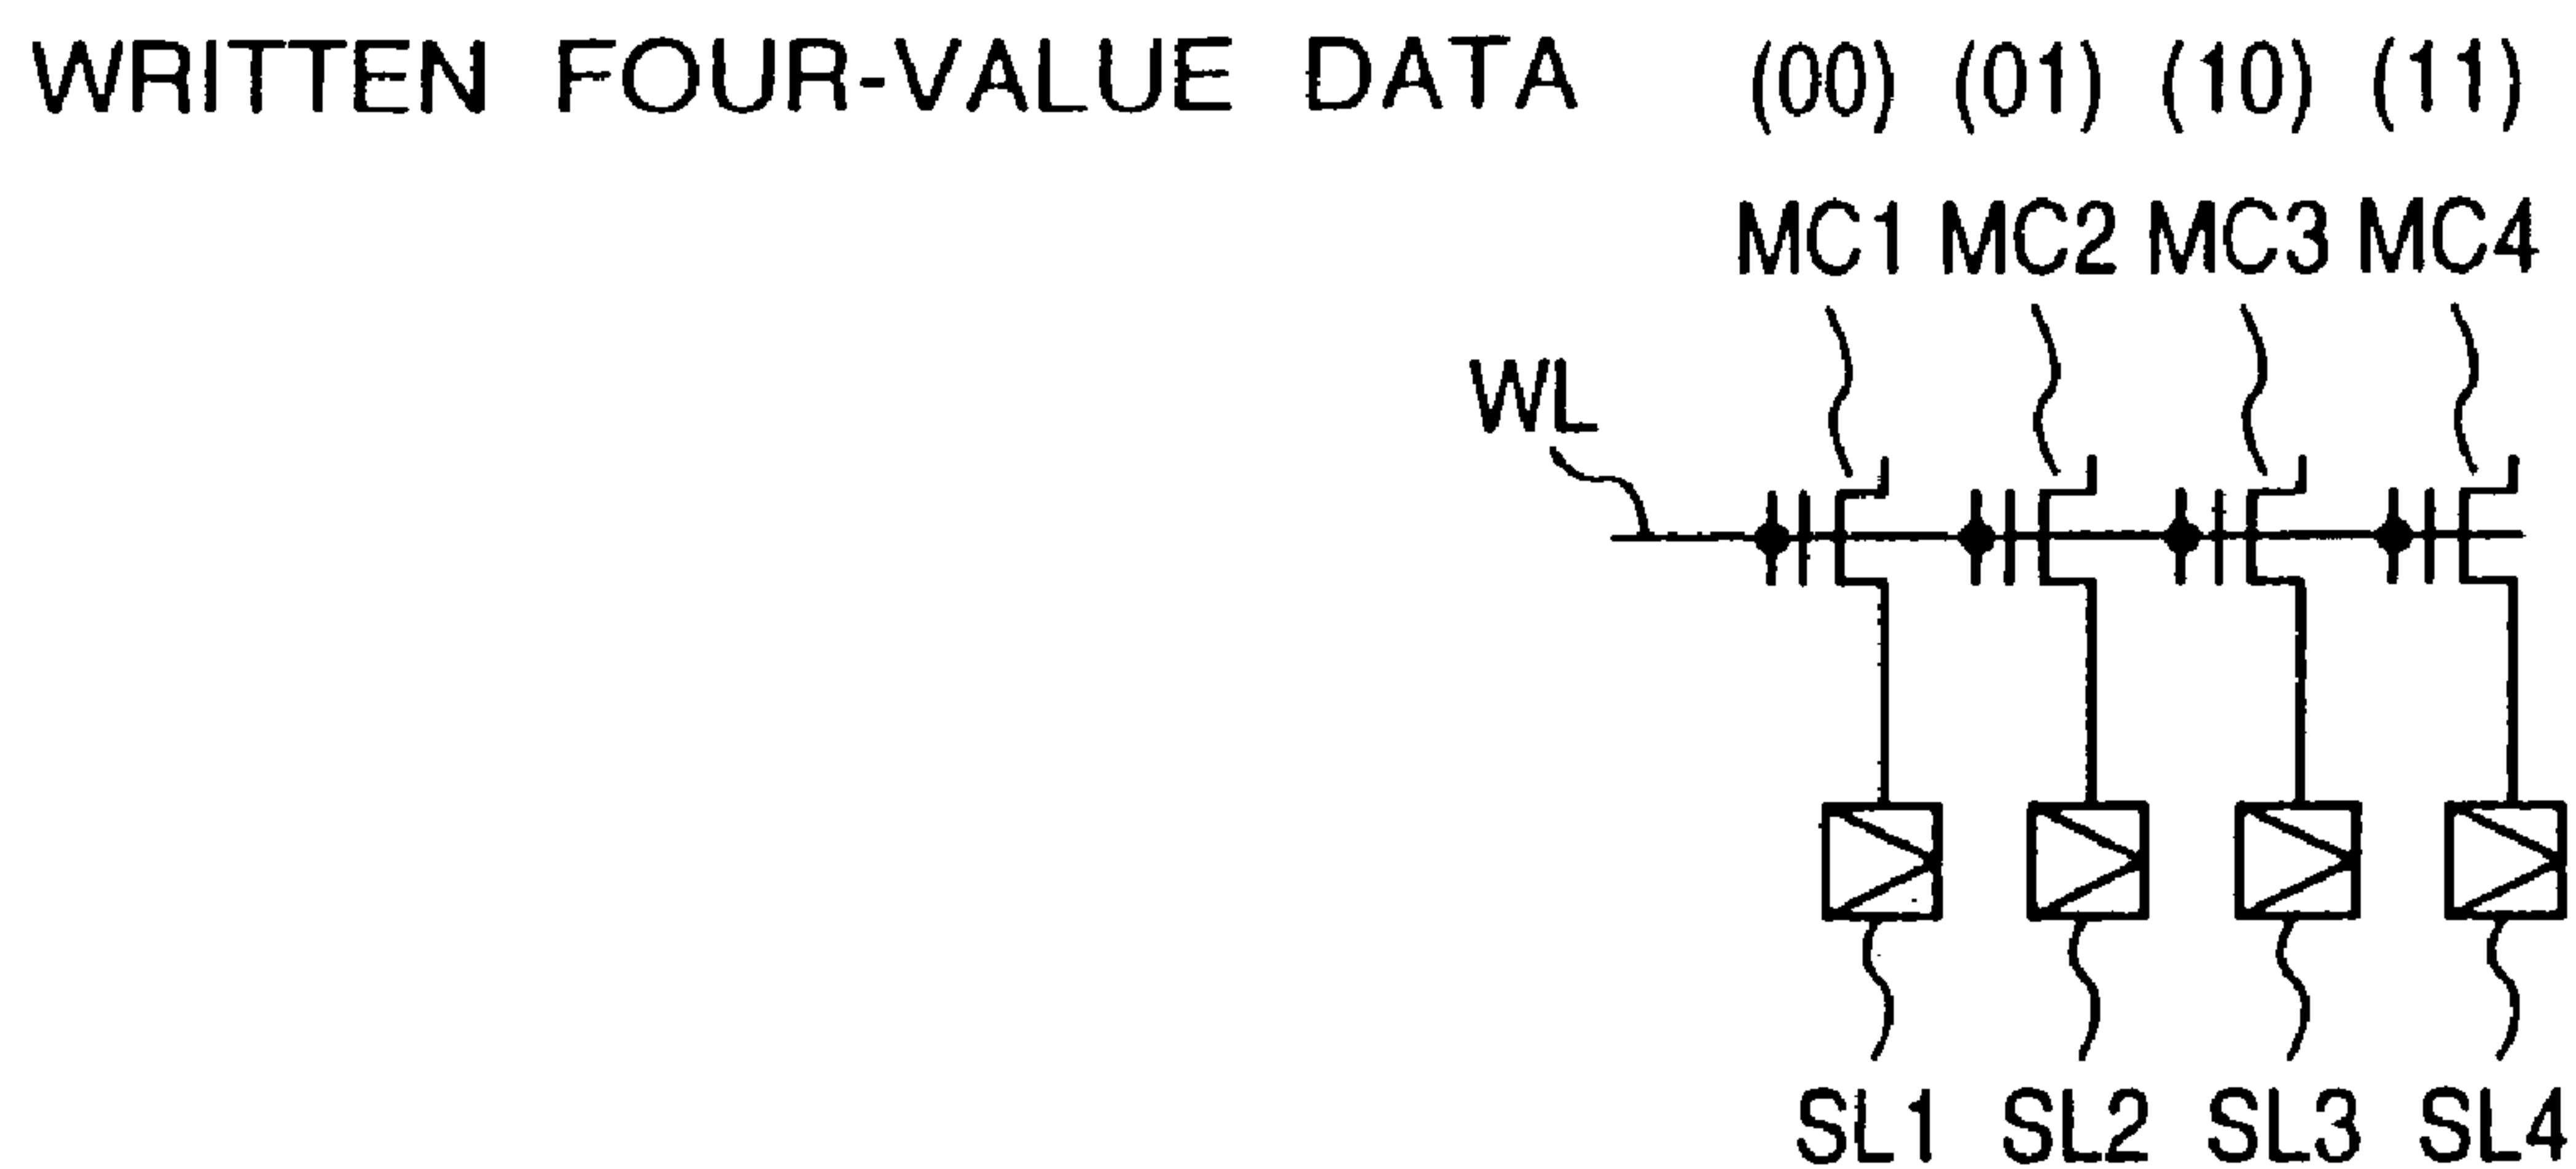 WRITTEN FOUR-VALUE DATA (00) (01) (10) (11)
MC1 MC2 MC3 MC4
WL
SL1 SL2 SL3 SL4